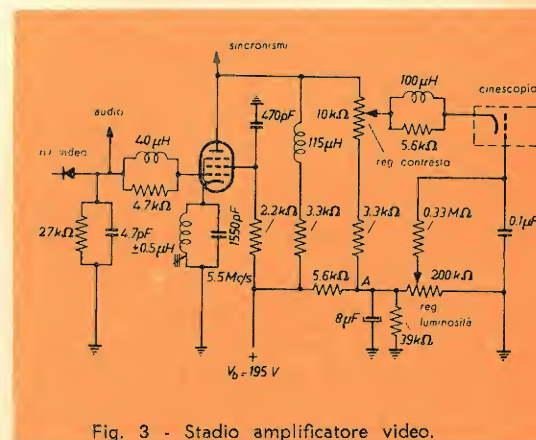 sincronismi
audio
video
40µH
4.7kΩ
27kΩ
4.7pF
±0.5µH
1550pF
5.5Mc/s
470pF
2.2kΩ
115µH
3.3kΩ
10kΩ
reg. contrasto
100µH
5.6kΩ
cinescopio
3.3kΩ
0.33MΩ
0.1µF
5.6kΩ
A
200kΩ
reg.
luminosità
8µF
39kΩ
+
Vb = 195 V
Fig. 3 - Stadio amplificatore video.